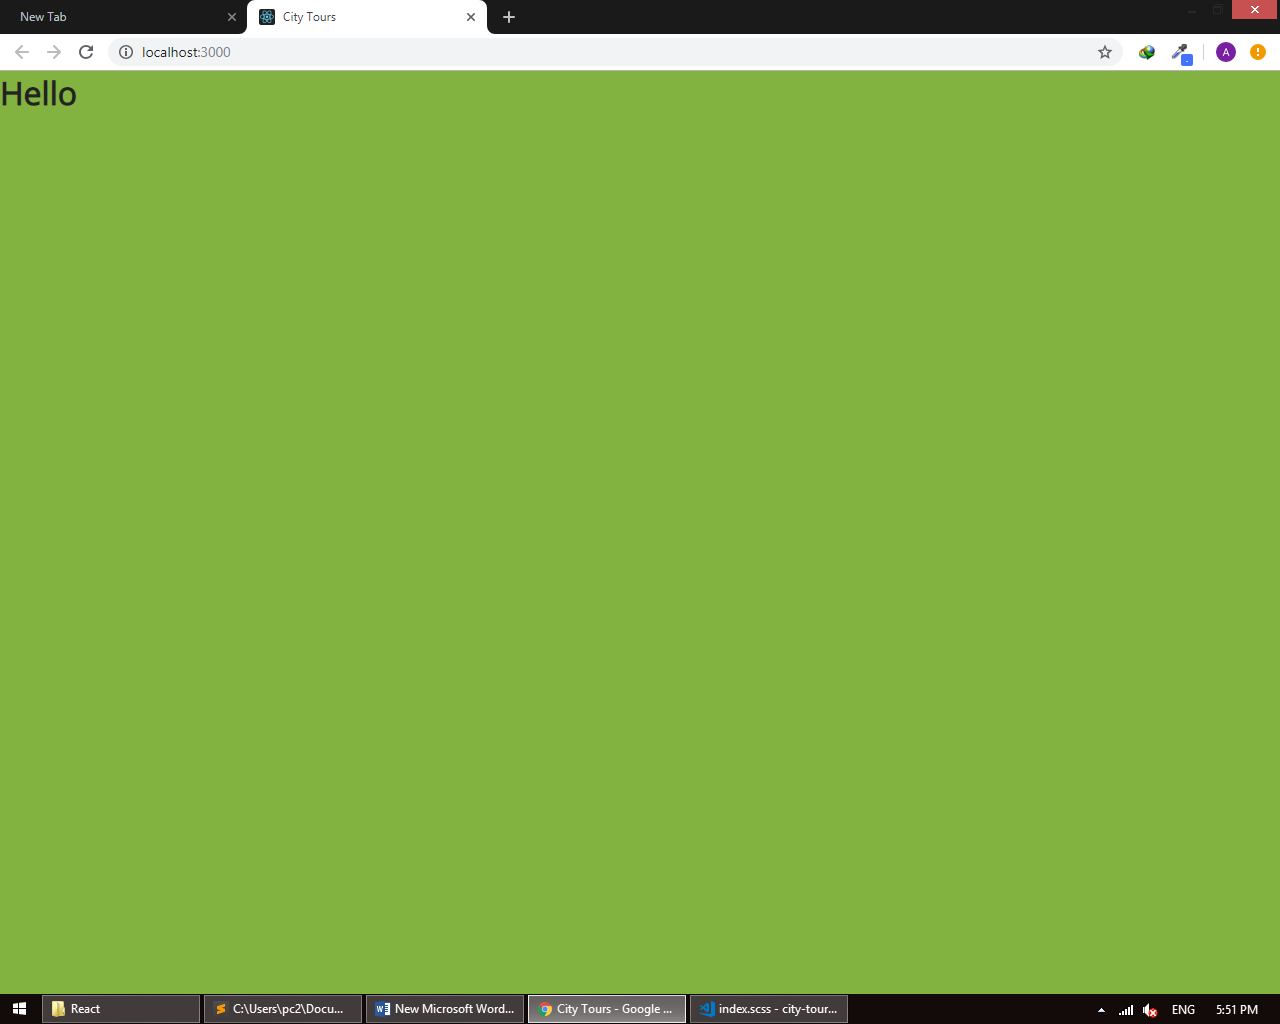 New Tab
City Tours
localhost:3000
A
Hello
React
C:\Users\pc2\Docu...
New Microsoft Word...
City Tours - Google ...
index.scss - city-tour...
ENG
5:51 PM